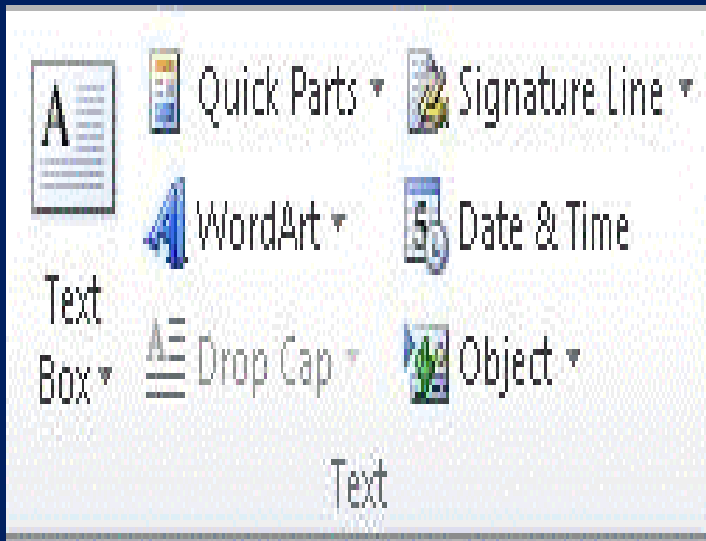 Text
Box
Quick Parts
WordArt
Drop Cap
Signature Line
Date & Time
Object
Text